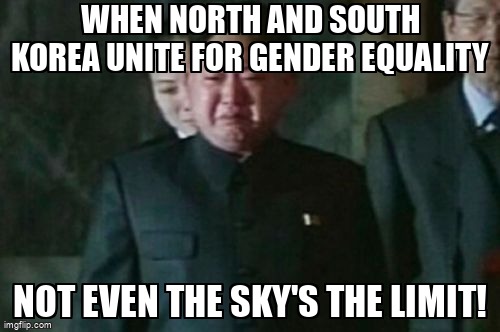 WHEN NORTH AND SOUTH
KOREA UNITE FOR GENDER EQUALITY
NOT EVEN THE SKY'S THE LIMIT!
imgflip.com